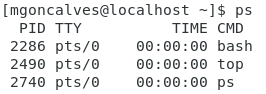 [mgoncalves@localhost ~]$ ps
  PID TTY          TIME CMD
 2286 pts/0    00:00:00 bash
 2490 pts/0    00:00:00 top
 2740 pts/0    00:00:00 ps